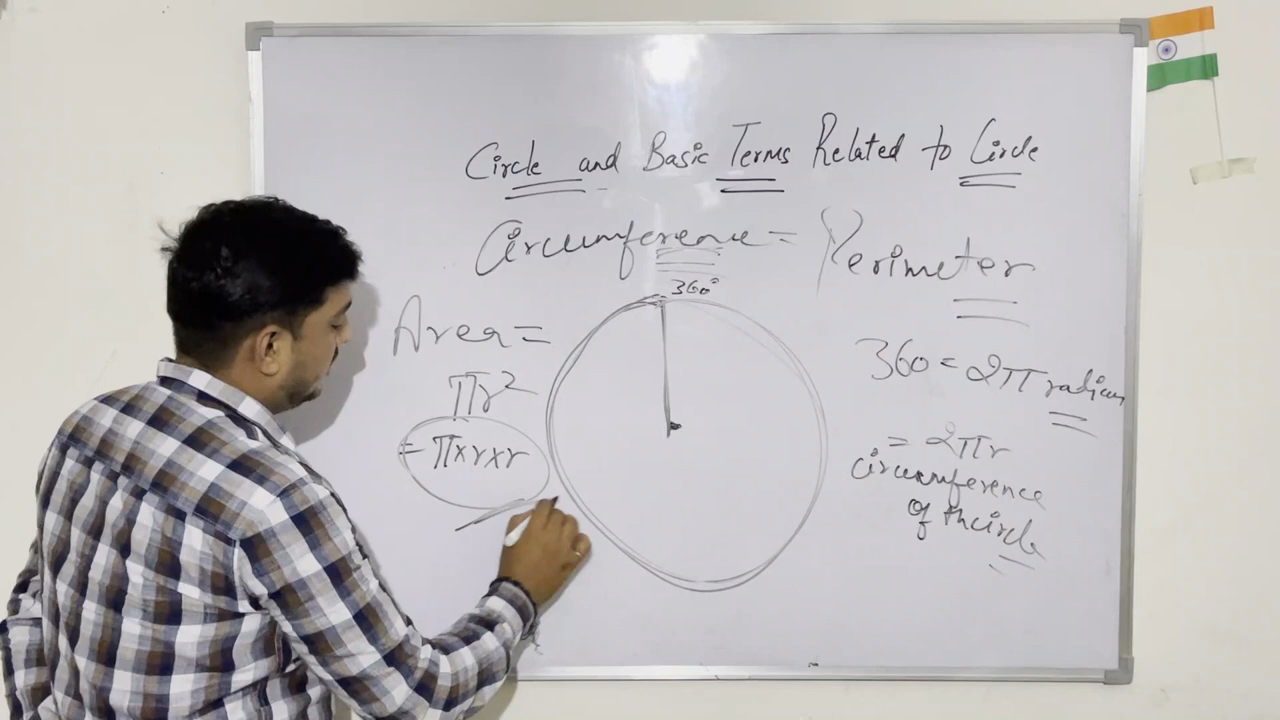 Circle and Basic Terms Related to Circle
Circumference = Perimeter
360°
Area =
πr²
= π×r×r
360 = 2π radian
= 2πr
circumference
of the circle